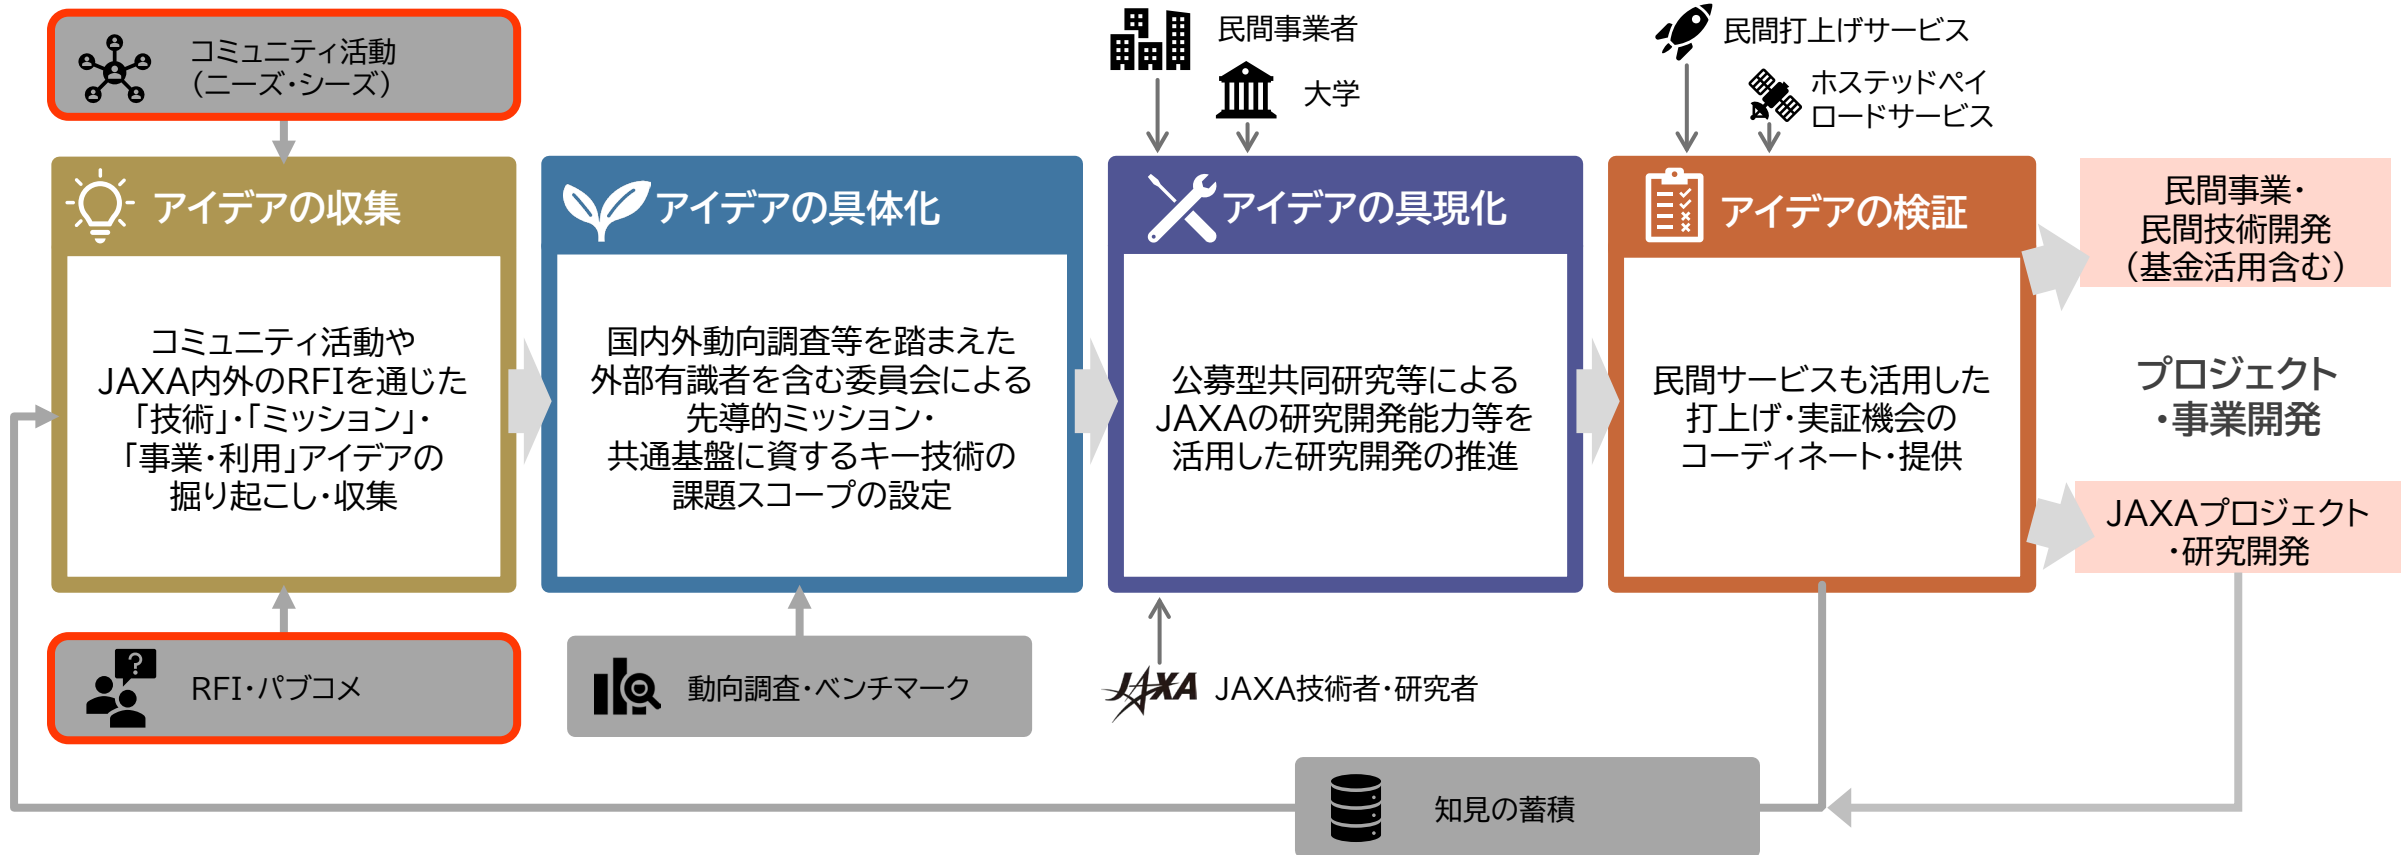 コミュニティ活動
（ニーズ・シーズ）
民間事業者
大学
民間打上げサービス
ホステッドペイ
ロードサービス
アイデアの収集
コミュニティ活動や
JAXA内外のRFIを通じた
「技術」・「ミッション」・
「事業・利用」アイデアの
掘り起こし・収集
アイデアの具体化
国内外動向調査等を踏まえた
外部有識者を含む委員会による
先導的ミッション・
共通基盤に資するキー技術の
課題スコープの設定
アイデアの具現化
公募型共同研究等による
JAXAの研究開発能力等を
活用した研究開発の推進
アイデアの検証
民間サービスも活用した
打上げ・実証機会の
コーディネート・提供
民間事業・
民間技術開発
（基金活用含む）
プロジェクト
・事業開発
JAXAプロジェクト
・研究開発
?
RFI・パブコメ
動向調査・ベンチマーク
JAXA
JAXA技術者・研究者
知見の蓄積